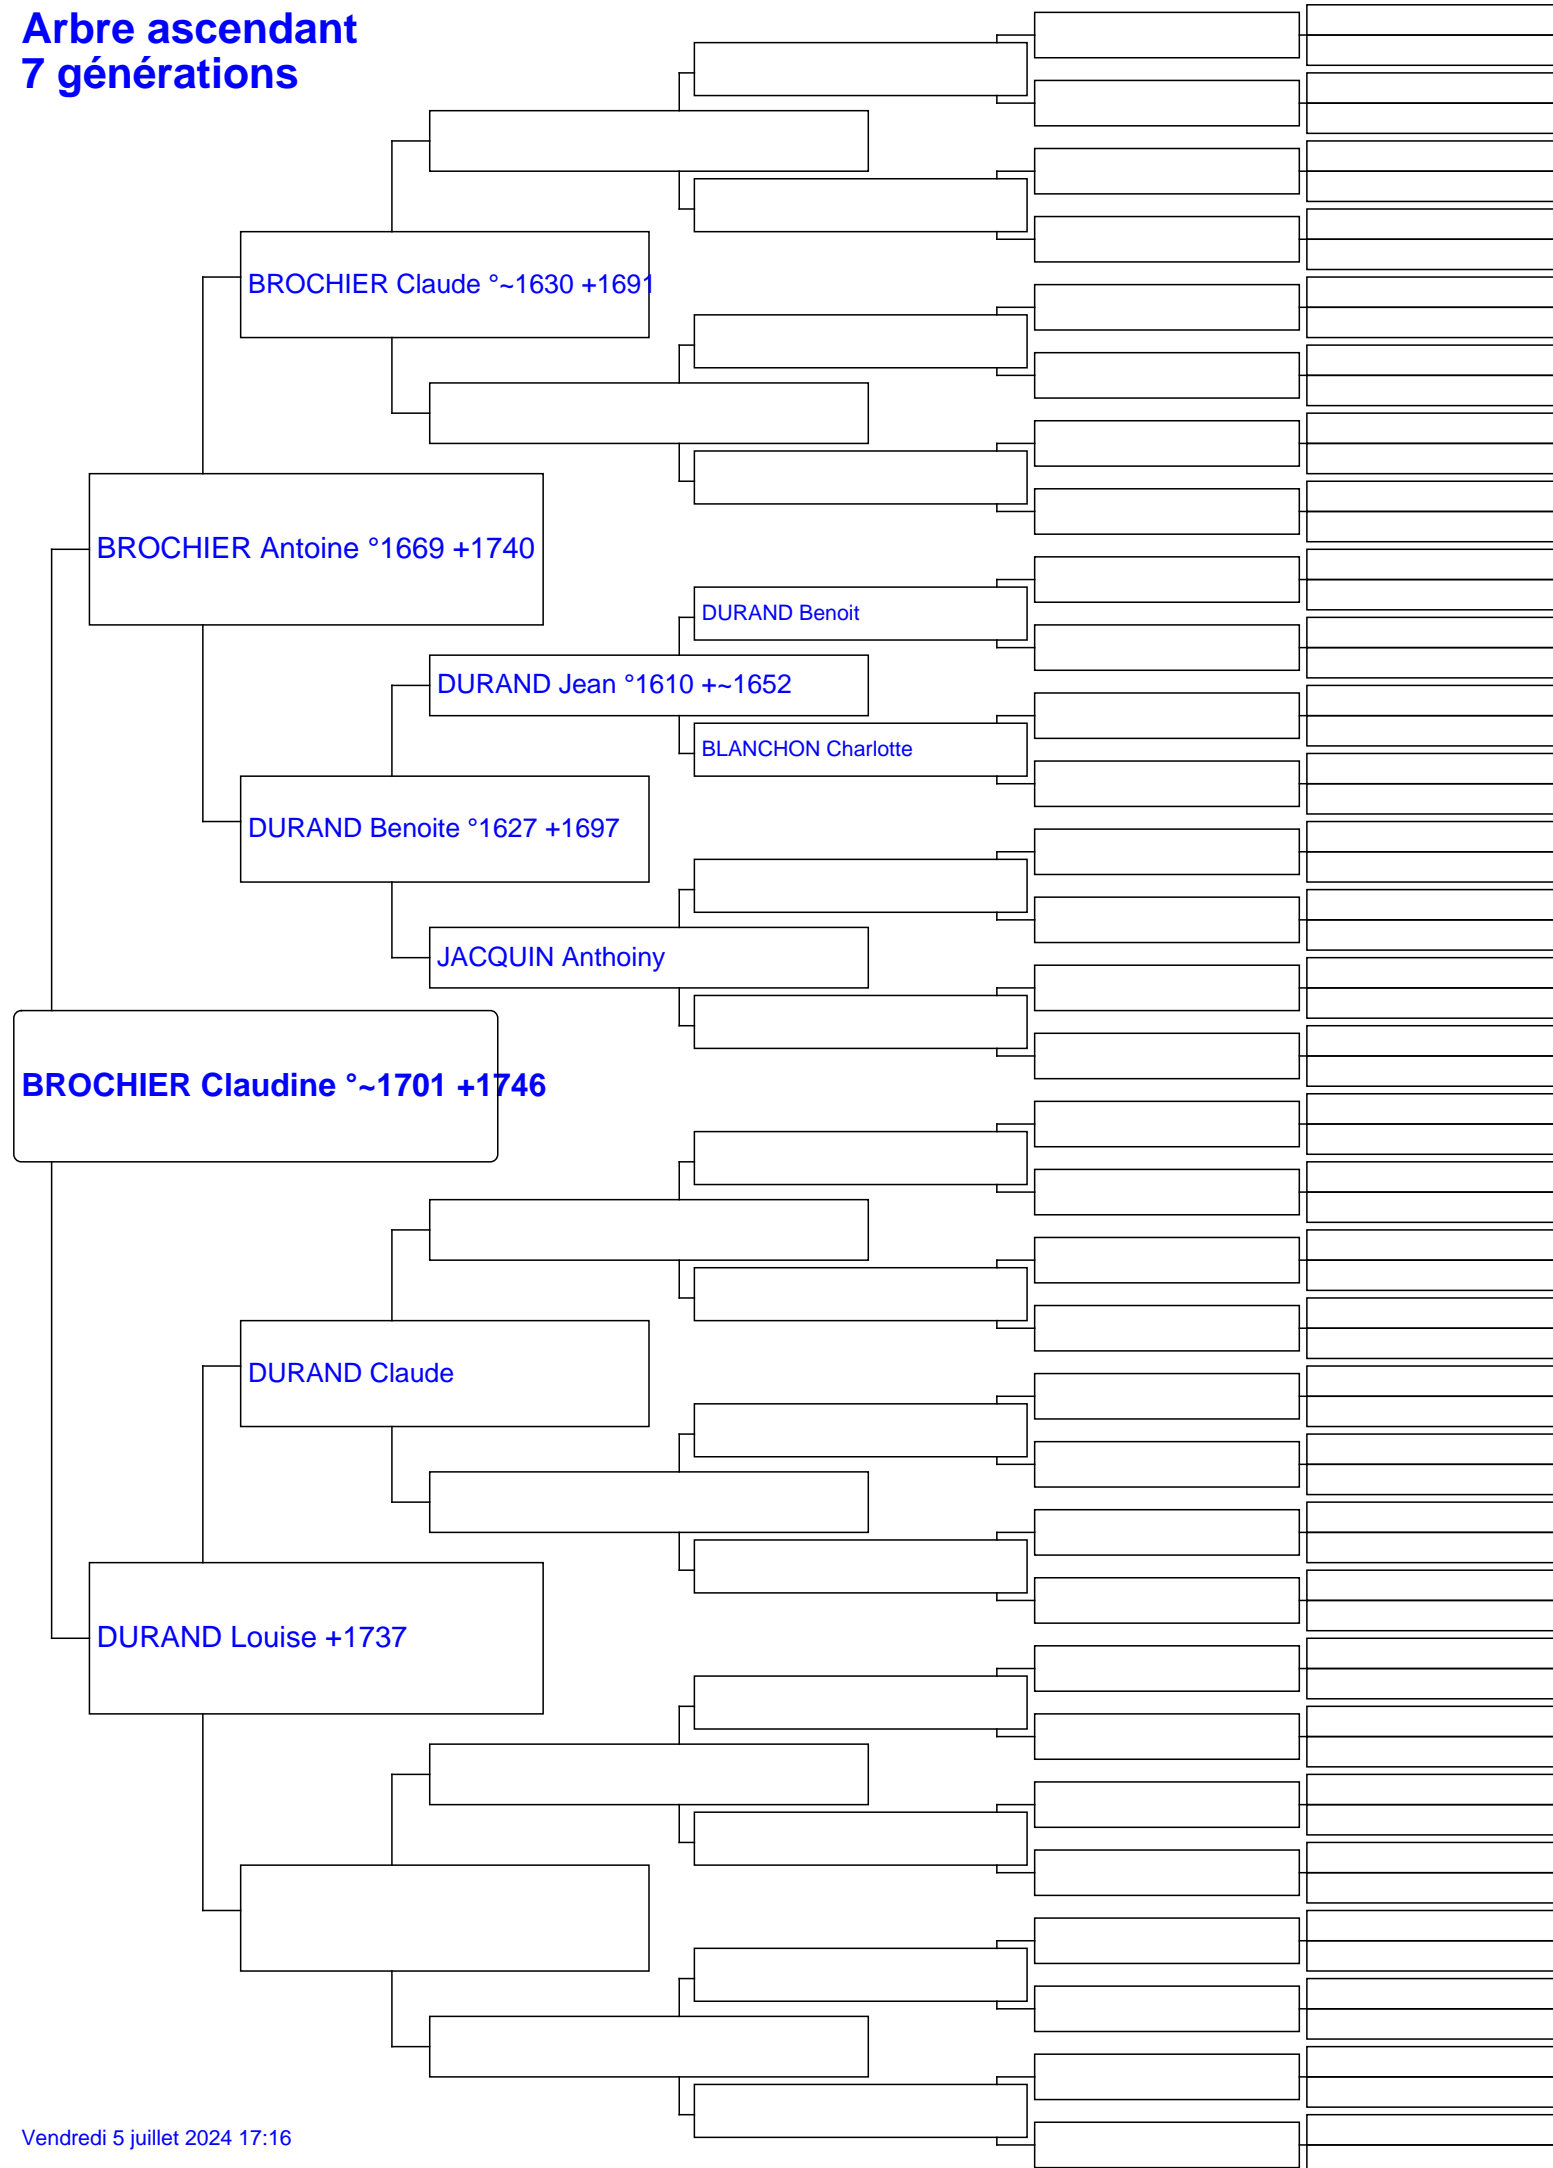 Arbre ascendant
7 générations
BROCHIER Claude °~1630 +1691
BROCHIER Antoine °1669 +1740
DURAND Benoit
DURAND Jean °1610 +~1652
BLANCHON Charlotte
DURAND Benoite °1627 +1697
JACQUIN Anthoiny
BROCHIER Claudine °~1701 +1746
DURAND Claude
DURAND Louise +1737
Vendredi 5 juillet 2024 17:16